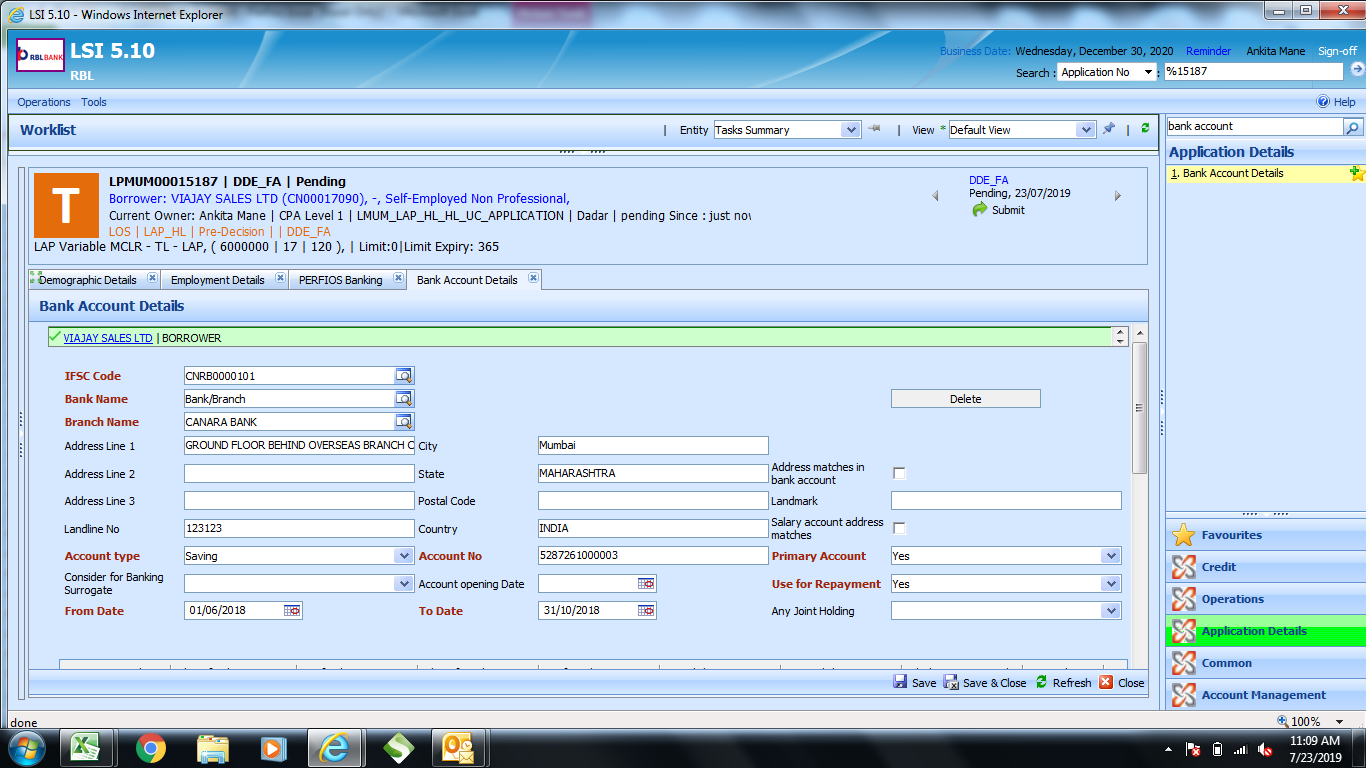 LSI 5.10 - Windows Internet Explorer
RBLBANK LSI 5.10
RBL
Business Date: Wednesday, December 30, 2020 Reminder Ankita Mane Sign-off
Search : Application No : %15187
Operations Tools Help
Worklist | Entity Tasks Summary | View * Default View |
bank account
Application Details
1. Bank Account Details
T
LPMUM00015187 | DDE_FA | Pending
Borrower: VIAJAY SALES LTD (CN00017090), -, Self-Employed Non Professional,
Current Owner: Ankita Mane | CPA Level 1 | LMUM_LAP_HL_HL_UC_APPLICATION | Dadar | pending Since : just nov
LOS | LAP_HL | Pre-Decision | | DDE_FA
LAP Variable MCLR - TL - LAP, ( 6000000 | 17 | 120 ), | Limit:0|Limit Expiry: 365
DDE_FA
Pending, 23/07/2019
Submit
Demographic Details Employment Details PERFIOS Banking Bank Account Details
Bank Account Details
VIAJAY SALES LTD | BORROWER
IFSC Code CNRB0000101
Bank Name Bank/Branch Delete
Branch Name CANARA BANK
Address Line 1 GROUND FLOOR BEHIND OVERSEAS BRANCH C City Mumbai
Address Line 2 State MAHARASHTRA Address matches in
bank account
Address Line 3 Postal Code Landmark
Landline No 123123 Country INDIA Salary account address
matches
Account type Saving Account No 5287261000003 Primary Account Yes
Consider for Banking
Surrogate Account opening Date Use for Repayment Yes
From Date 01/06/2018 To Date 31/10/2018 Any Joint Holding
Save Save & Close Refresh Close
Favourites
Credit
Operations
Application Details
Common
Account Management
done 100%
11:09 AM
7/23/2019